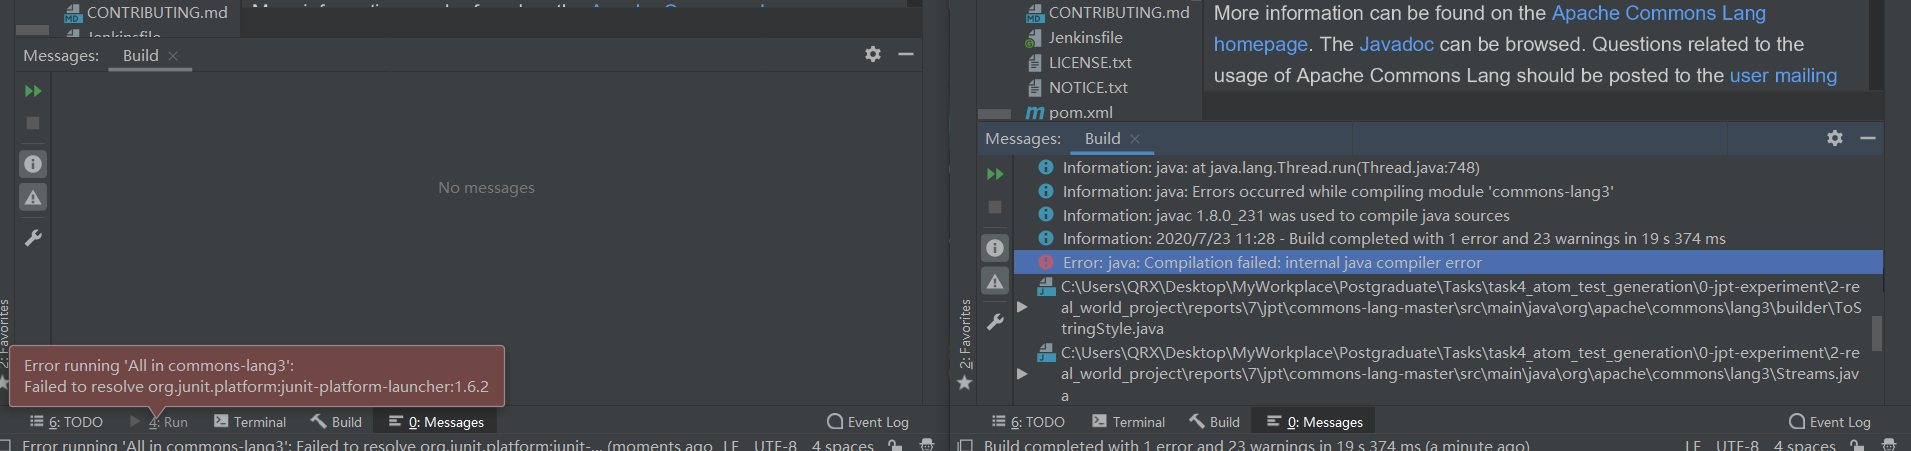 CONTRIBUTING.md
Jenkinsfile
Messages: Build
No messages
2: Favorites
Error running 'All in commons-lang3':
Failed to resolve org.junit.platform:junit-platform-launcher:1.6.2
6: TODO 4: Run Terminal Build 0: Messages Event Log
Error running 'All in commons-lang3': Failed to resolve org.junit.platform:junit-... (moments ago LF UTF-8 4 spaces
CONTRIBUTING.md
Jenkinsfile
LICENSE.txt
NOTICE.txt
pom.xml
More information can be found on the Apache Commons Lang
homepage. The Javadoc can be browsed. Questions related to the
usage of Apache Commons Lang should be posted to the user mailing
Messages: Build
Information: java: at java.lang.Thread.run(Thread.java:748)
Information: java: Errors occurred while compiling module 'commons-lang3'
Information: javac 1.8.0_231 was used to compile java sources
Information: 2020/7/23 11:28 - Build completed with 1 error and 23 warnings in 19 s 374 ms
Error: java: Compilation failed: internal java compiler error
C:\Users\QRX\Desktop\MyWorkplace\Postgraduate\Tasks\task4_atom_test_generation\0-jpt-experiment\2-re
al_world_project\reports\7\jpt\commons-lang-master\src\main\java\org\apache\commons\lang3\builder\ToS
tringStyle.java
C:\Users\QRX\Desktop\MyWorkplace\Postgraduate\Tasks\task4_atom_test_generation\0-jpt-experiment\2-re
al_world_project\reports\7\jpt\commons-lang-master\src\main\java\org\apache\commons\lang3\Streams.jav
a
2: Favorites
6: TODO Terminal Build 0: Messages Event Log
Build completed with 1 error and 23 warnings in 19 s 374 ms (a minute ago) LF UTF-8 4 spaces